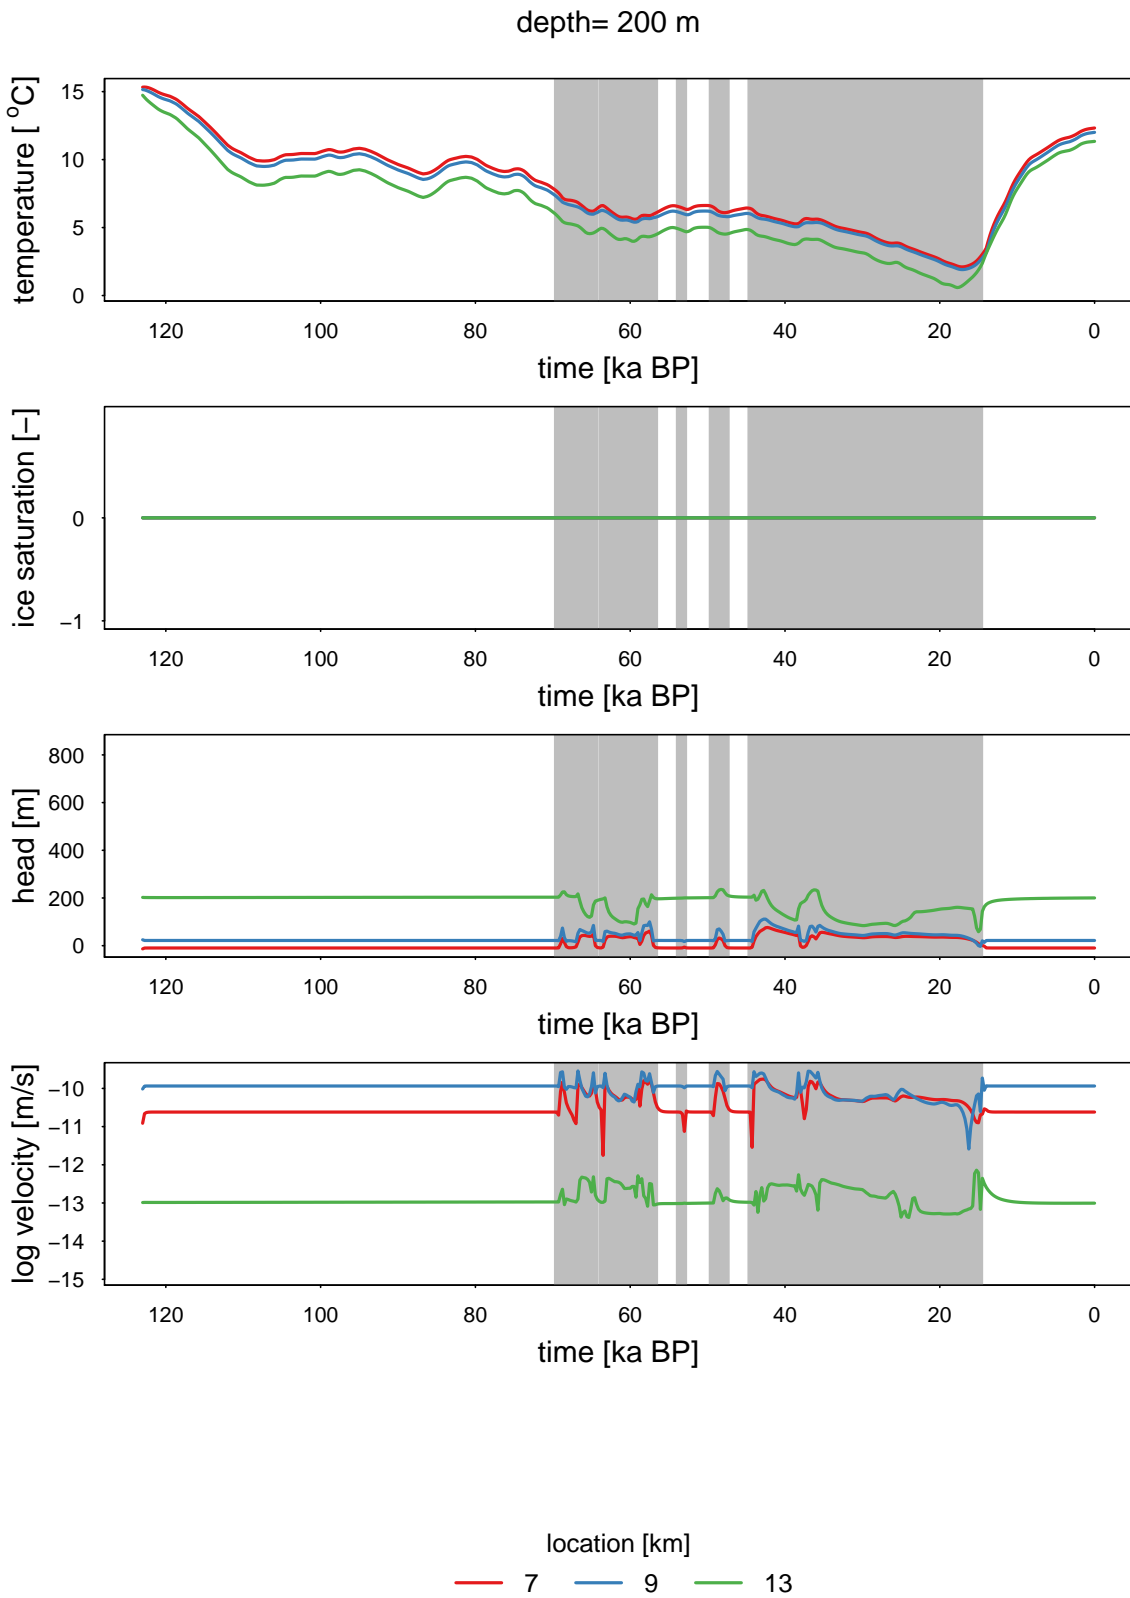 depth= 200 m
temperature [ °C]
15
10
5
0
120 100 80 60 40 20 0
time [ka BP]
ice saturation [−]
0
−1
120 100 80 60 40 20 0
time [ka BP]
head [m]
800
600
400
200
0
120 100 80 60 40 20 0
time [ka BP]
log velocity [m/s]
−10
−11
−12
−13
−14
−15
120 100 80 60 40 20 0
time [ka BP]
location [km]
7 9 13